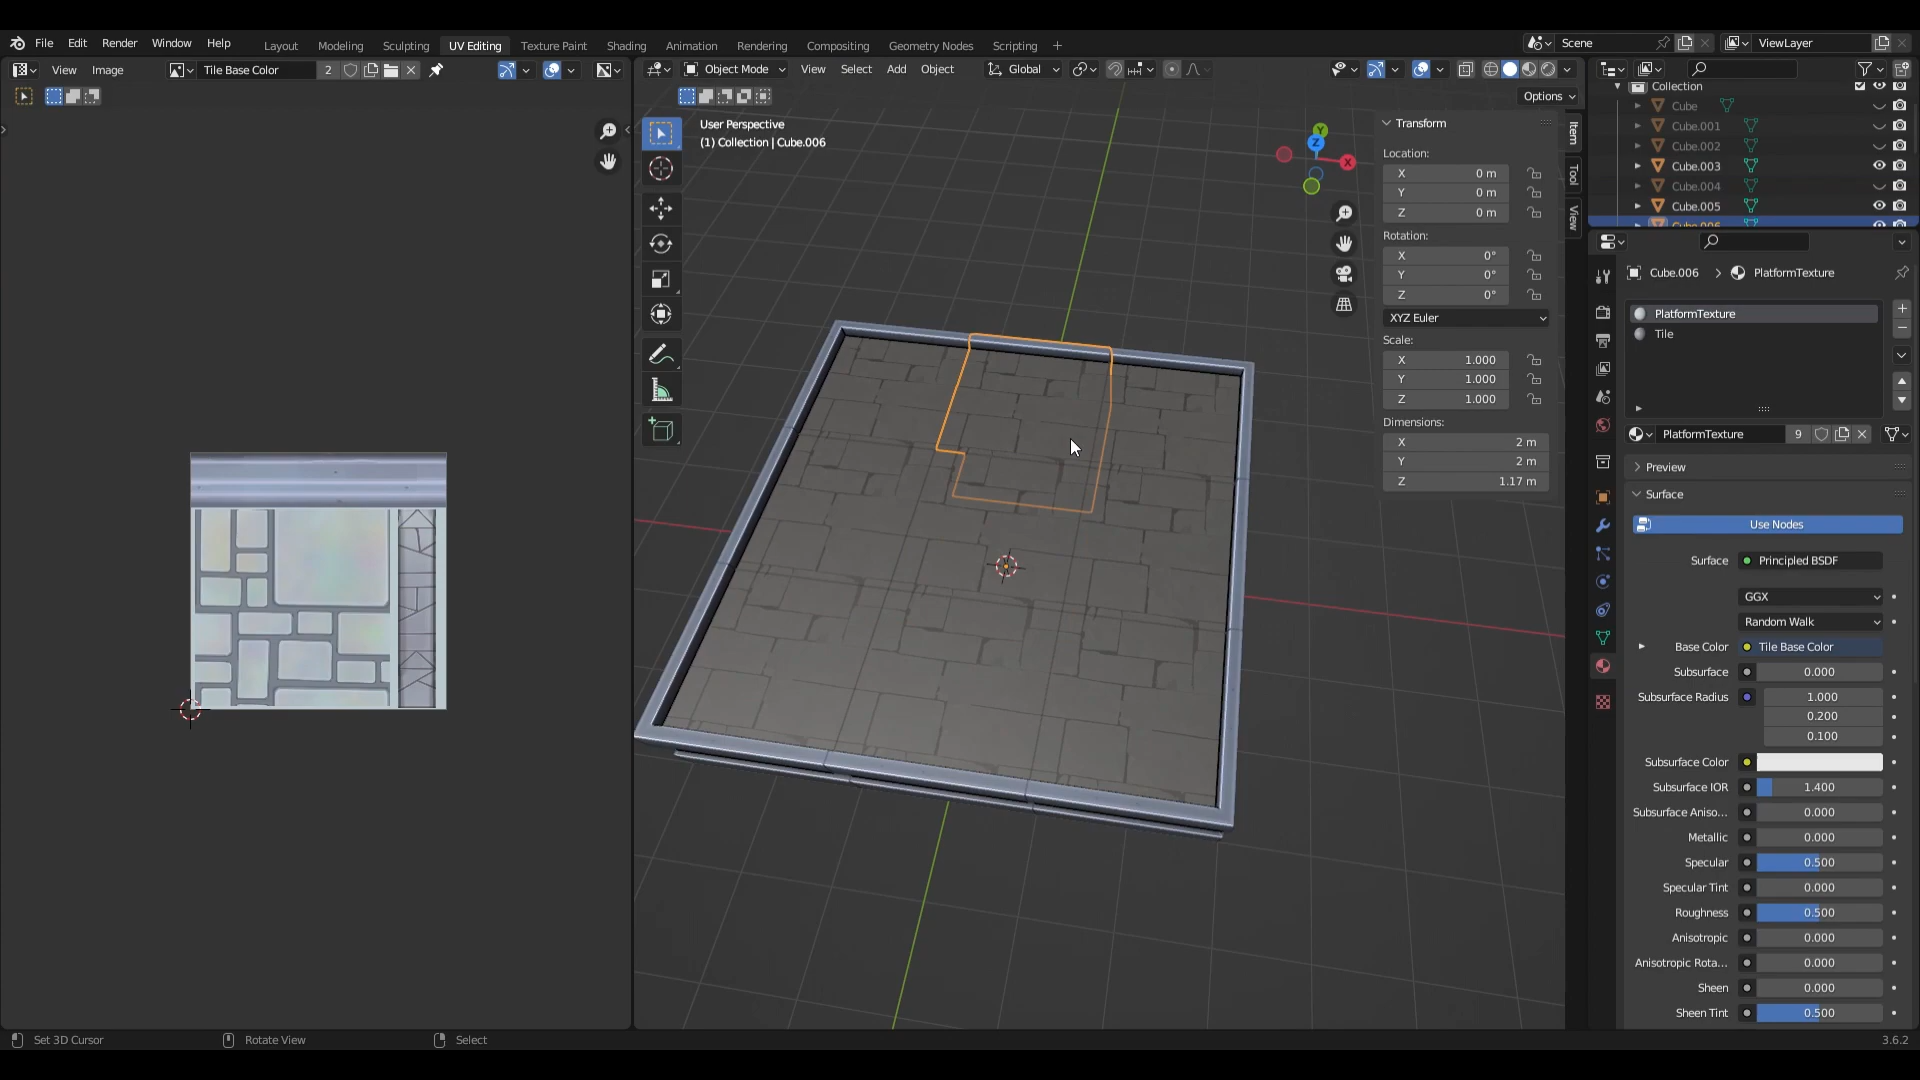 File Edit Render Window Help
Layout Modeling Sculpting UV Editing Texture Paint Shading Animation Rendering Compositing Geometry Nodes Scripting +
Scene
ViewLayer
View Image
Tile Base Color 2
Object Mode
View Select Add Object
Global
Options
User Perspective
(1) Collection | Cube.006
Y
Z
X
Transform
Location:
X 0 m
Y 0 m
Z 0 m
Rotation:
X 0°
Y 0°
Z 0°
XYZ Euler
Scale:
X 1.000
Y 1.000
Z 1.000
Dimensions:
X 2 m
Y 2 m
Z 1.17 m
Item
Tool
View
Collection
Cube
Cube.001
Cube.002
Cube.003
Cube.004
Cube.005
Cube.006
Cube.006 > PlatformTexture
PlatformTexture
Tile
PlatformTexture 9
Preview
Surface
Use Nodes
Surface Principled BSDF
GGX
Random Walk
Base Color Tile Base Color
Subsurface 0.000
Subsurface Radius 1.000
0.200
0.100
Subsurface Color
Subsurface IOR 1.400
Subsurface Aniso... 0.000
Metallic 0.000
Specular 0.500
Specular Tint 0.000
Roughness 0.500
Anisotropic 0.000
Anisotropic Rota... 0.000
Sheen 0.000
Sheen Tint 0.500
Set 3D Cursor
Rotate View
Select
3.6.2